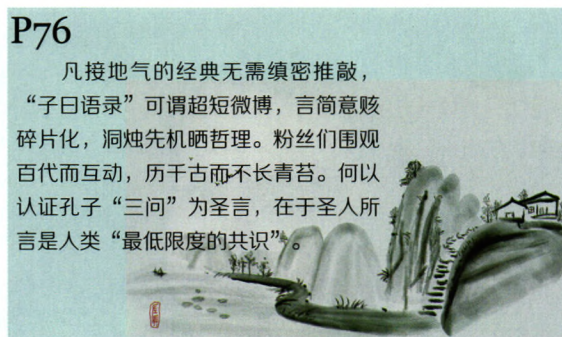 P76
凡接地气的经典无需缜密推敲，
“子曰语录”可谓超短微博，言简意赅
碎片化，洞烛先机晒哲理。粉丝们围观
百代而互动，历千古而不长青苔。何以
认证孔子“三问”为圣言，在于圣人所
言是人类“最低限度的共识”。